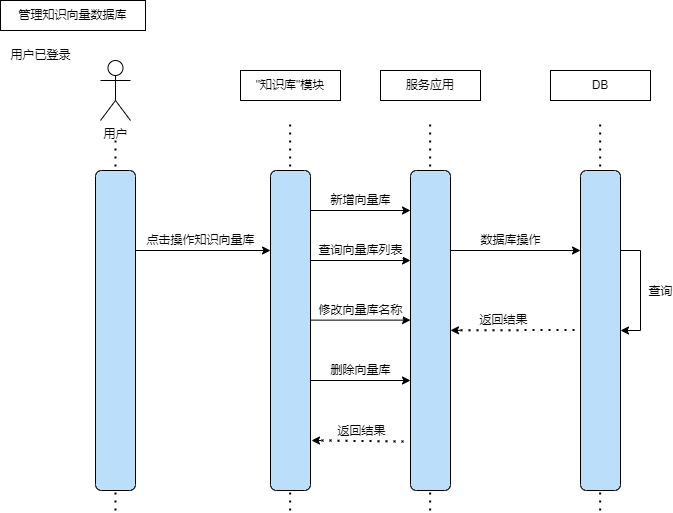 管理知识向量数据库
用户已登录
用户
"知识库"模块
服务应用
DB
新增向量库
点击操作知识向量库
查询向量库列表
数据库操作
查询
修改向量库名称
返回结果
删除向量库
返回结果